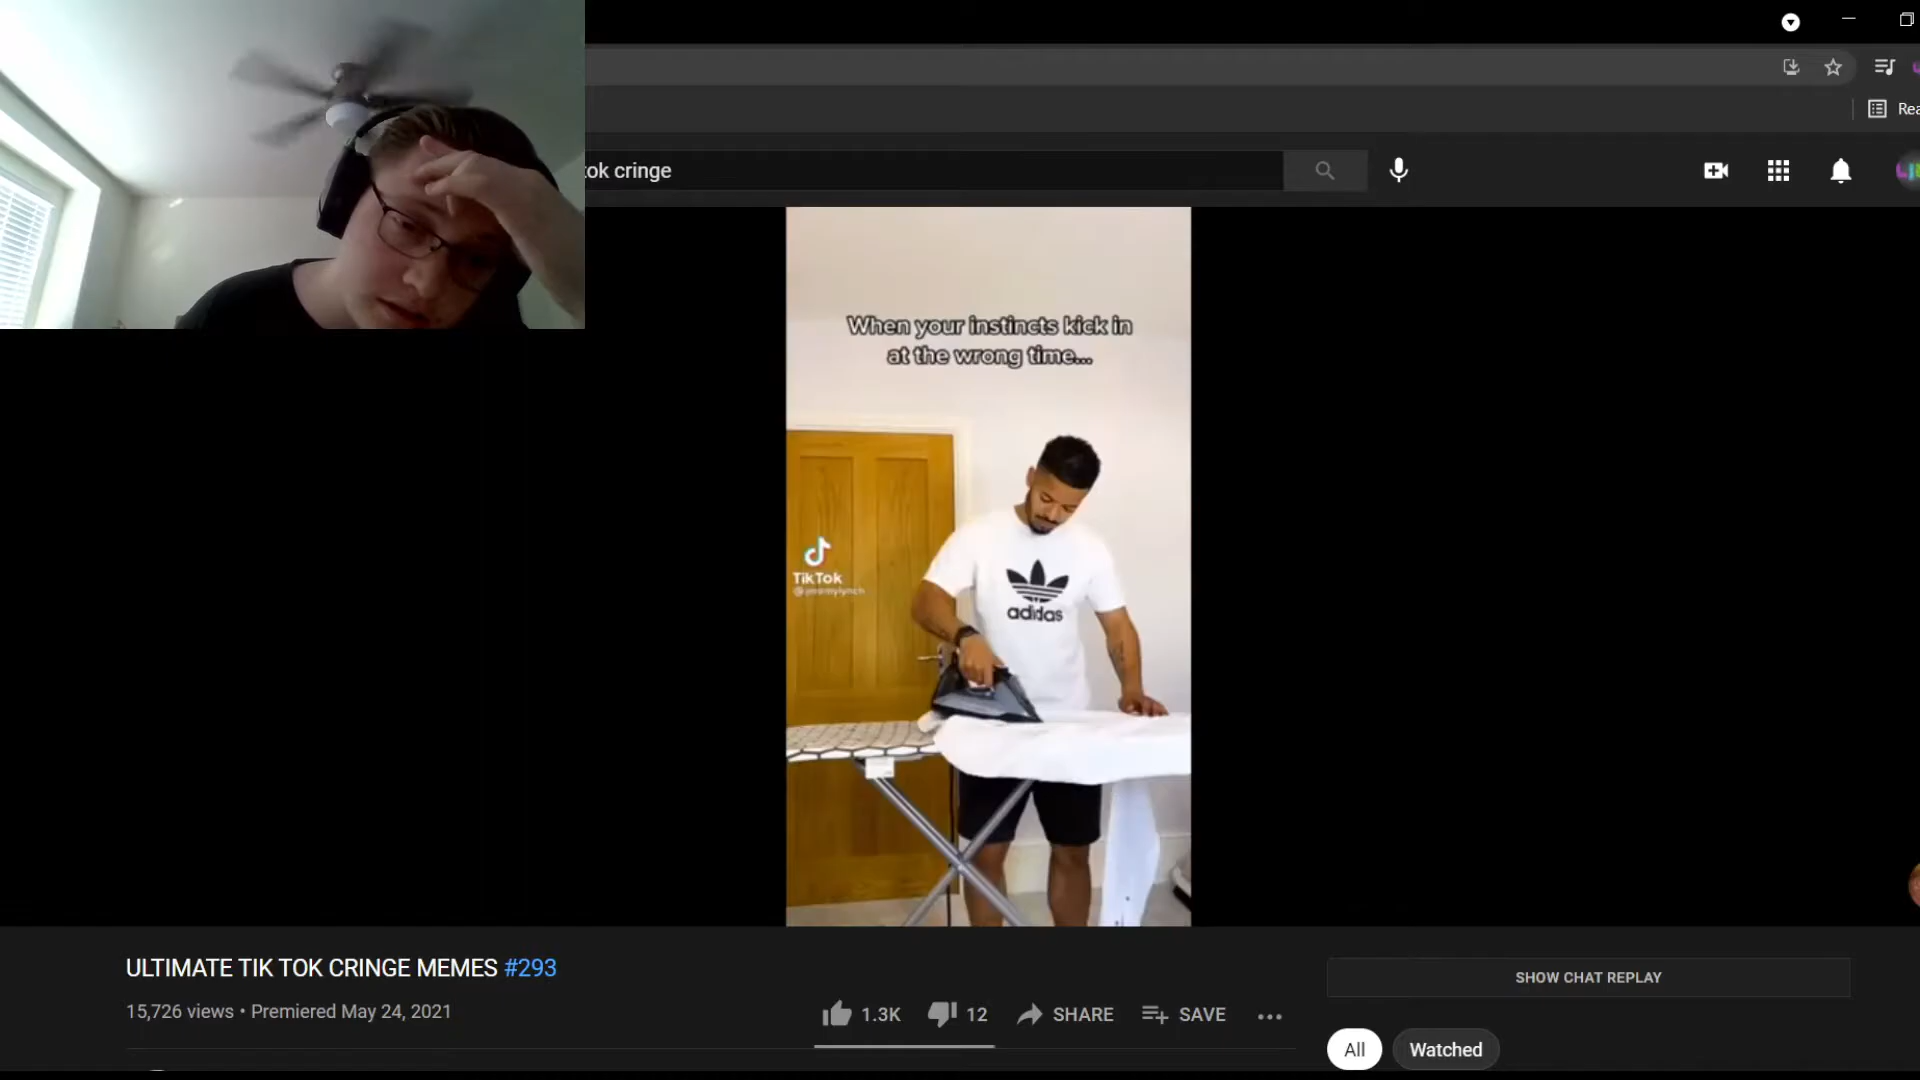 ok cringe
When your instincts kick in
at the wrong time...
TikTok
adidas
ULTIMATE TIK TOK CRINGE MEMES #293
15,726 views • Premiered May 24, 2021
1.3K
12
SHARE
SAVE
SHOW CHAT REPLAY
All
Watched